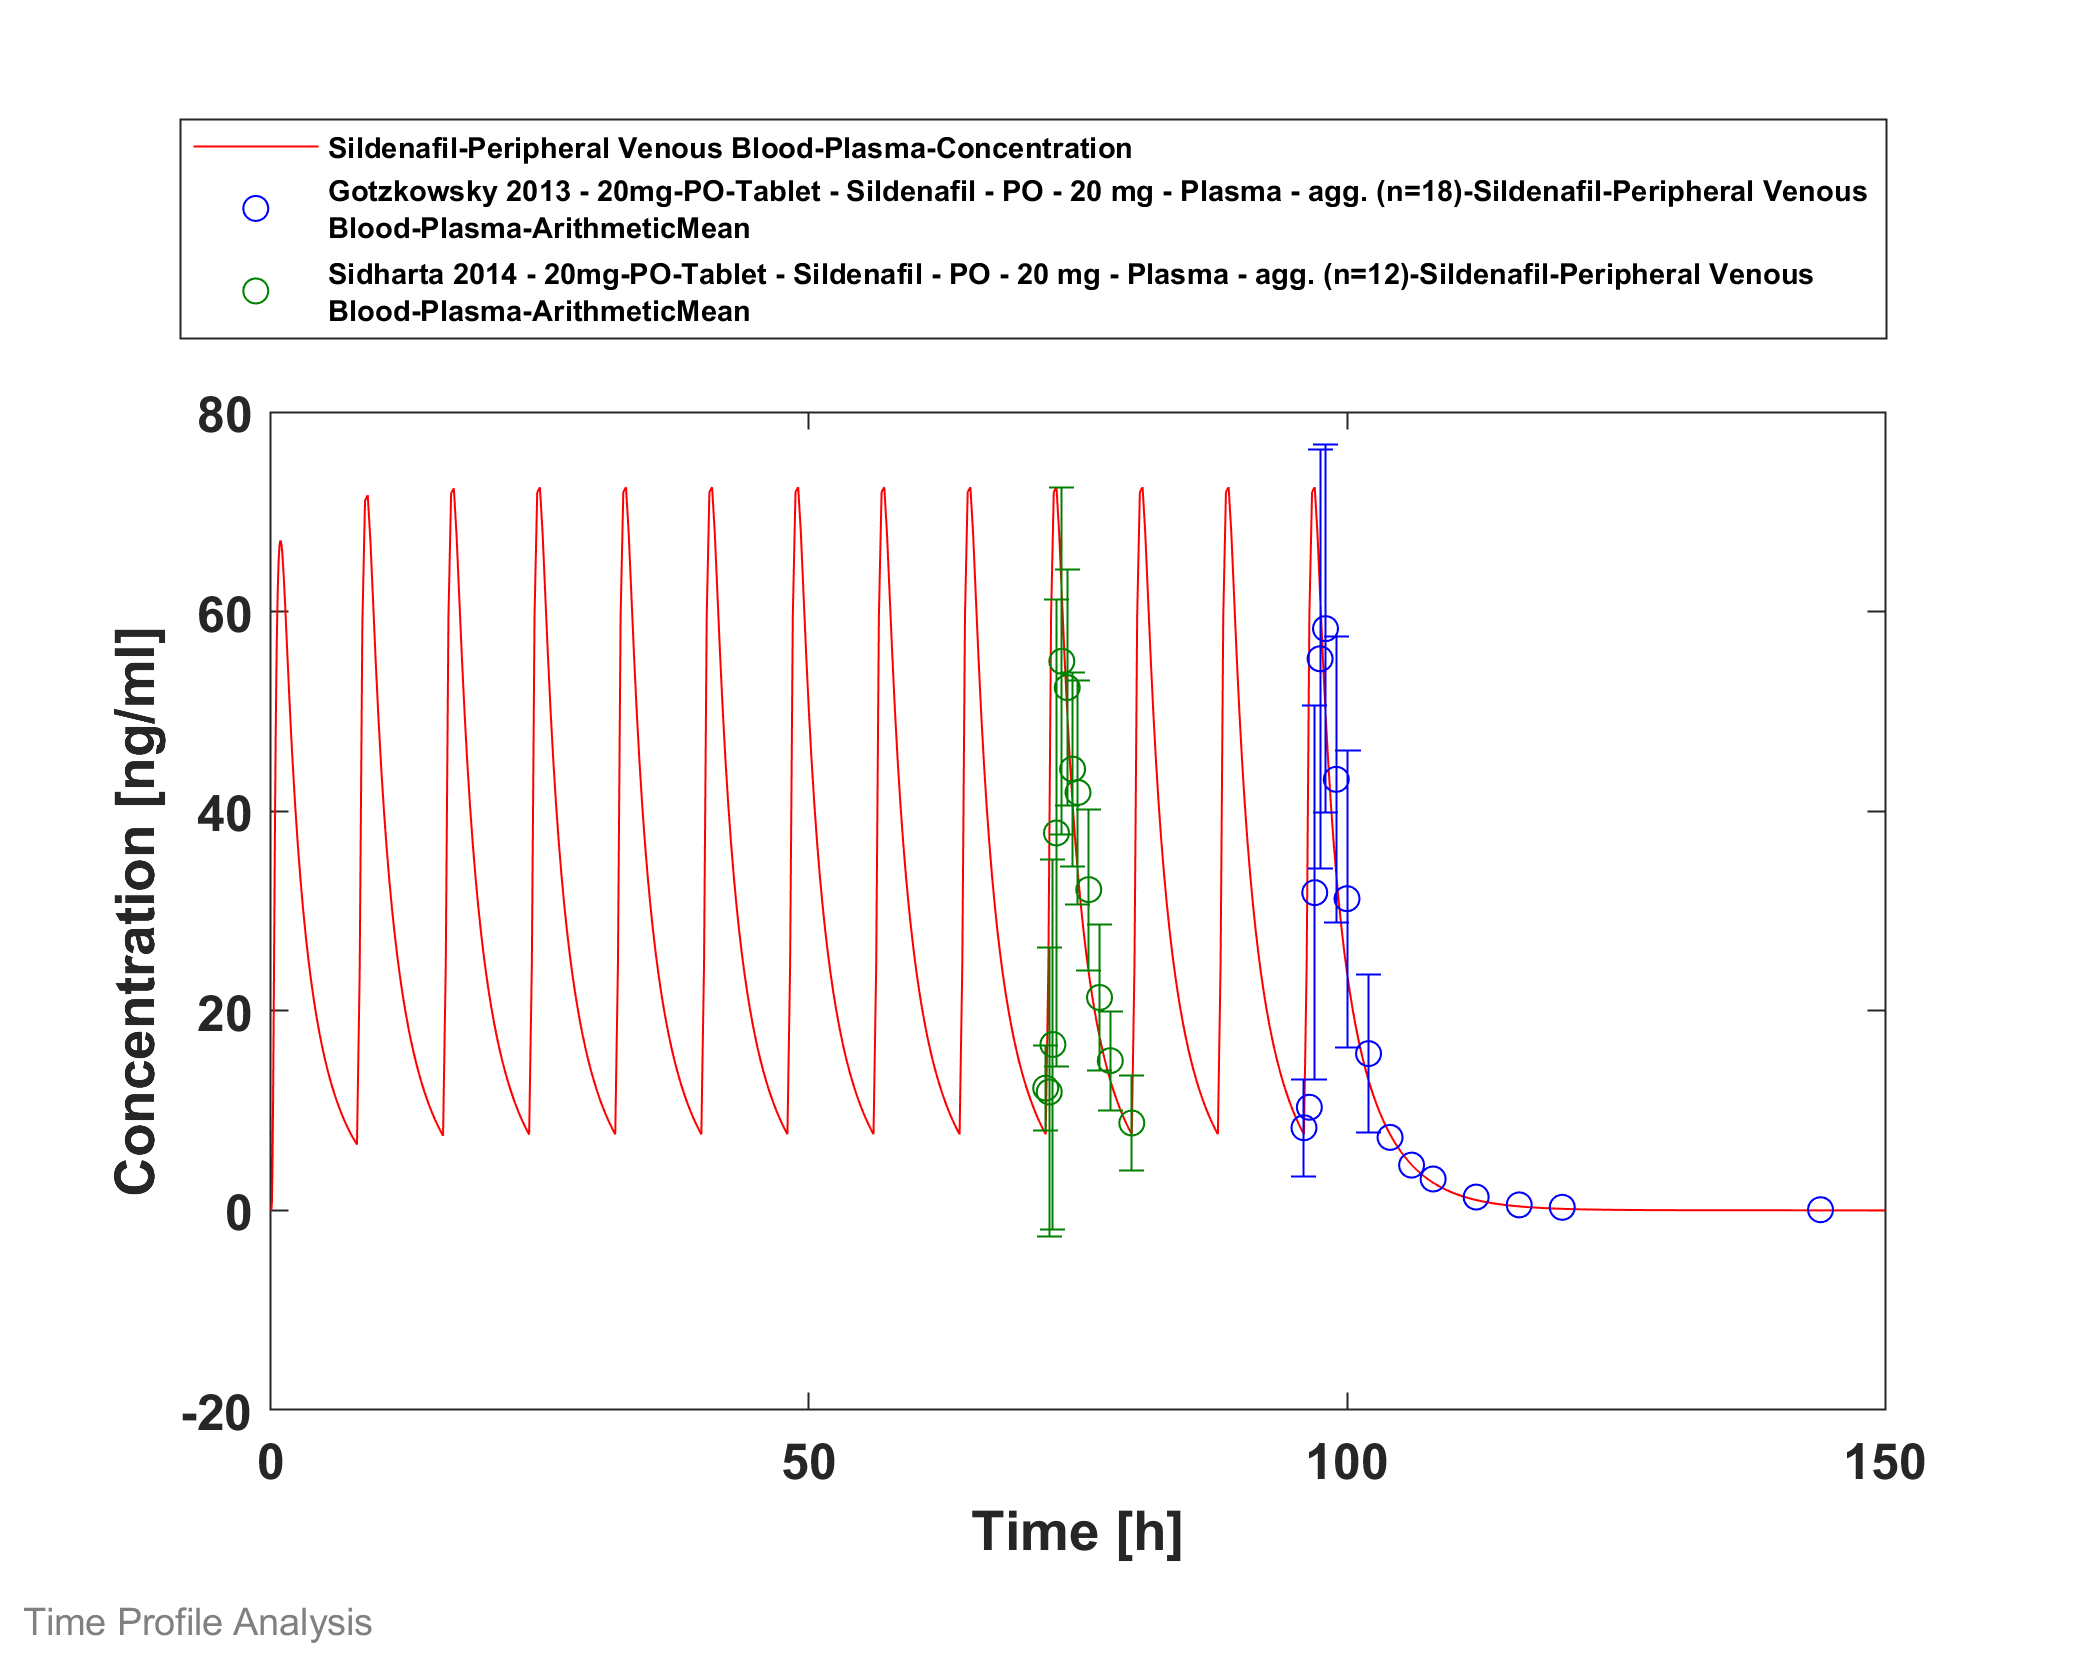 Sildenafil-Peripheral Venous Blood-Plasma-Concentration
Gotzkowsky 2013 - 20mg-PO-Tablet - Sildenafil - PO - 20 mg - Plasma - agg. (n=18)-Sildenafil-Peripheral Venous
Blood-Plasma-ArithmeticMean
Sidharta 2014 - 20mg-PO-Tablet - Sildenafil - PO - 20 mg - Plasma - agg. (n=12)-Sildenafil-Peripheral Venous
Blood-Plasma-ArithmeticMean
80
60
40
20
0
-20
Concentration [ng/ml]
0 50 100 150
Time [h]
Time Profile Analysis